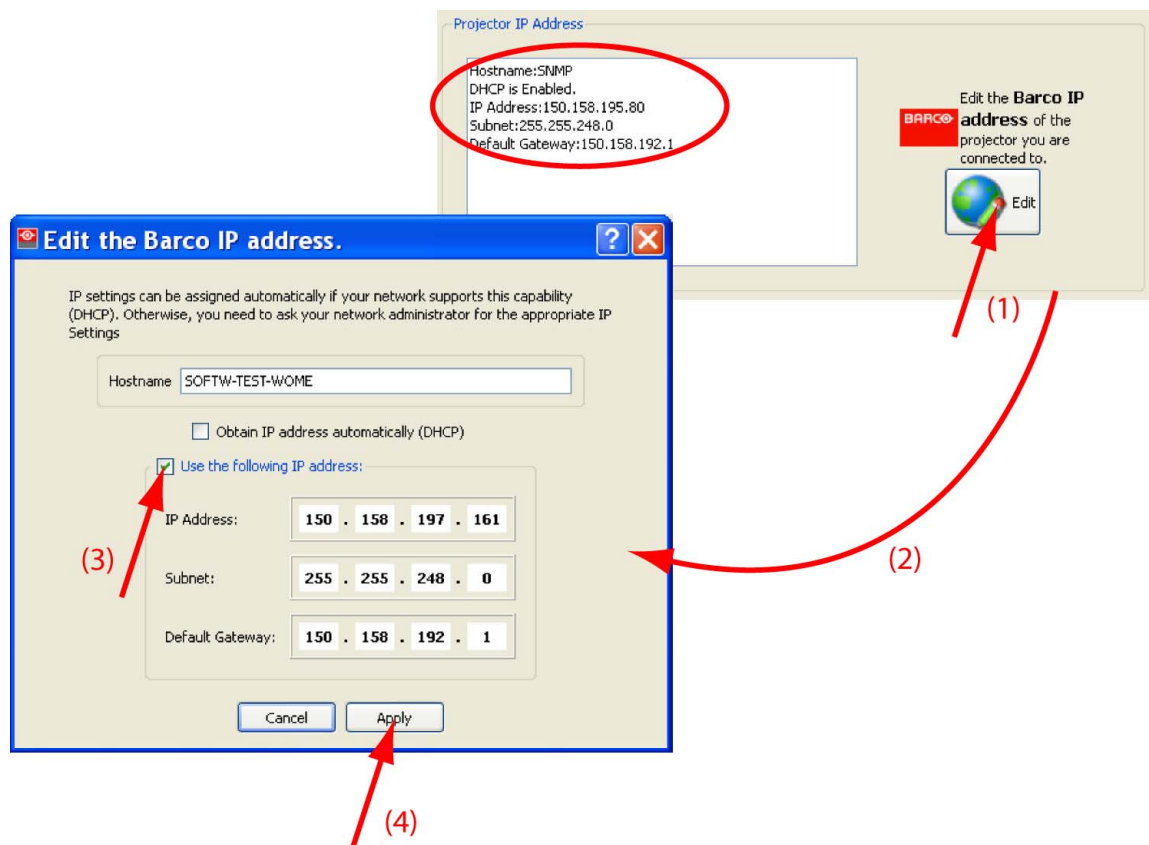 Projector IP Address
Hostname:SNMP
DHCP is Enabled.
IP Address:150.158.195.80
Subnet:255.255.248.0
Default Gateway:150.158.192.1
BARCO
Edit the Barco IP
address of the
projector you are
connected to.
Edit
(1)
Edit the Barco IP address.
IP settings can be assigned automatically if your network supports this capability
(DHCP). Otherwise, you need to ask your network administrator for the appropriate IP
Settings
Hostname SOFTW-TEST-WOME
Obtain IP address automatically (DHCP)
Use the following IP address:
IP Address: 150 . 158 . 197 . 161
(3)
(2)
Subnet: 255 . 255 . 248 . 0
Default Gateway: 150 . 158 . 192 . 1
Cancel Apply
(4)